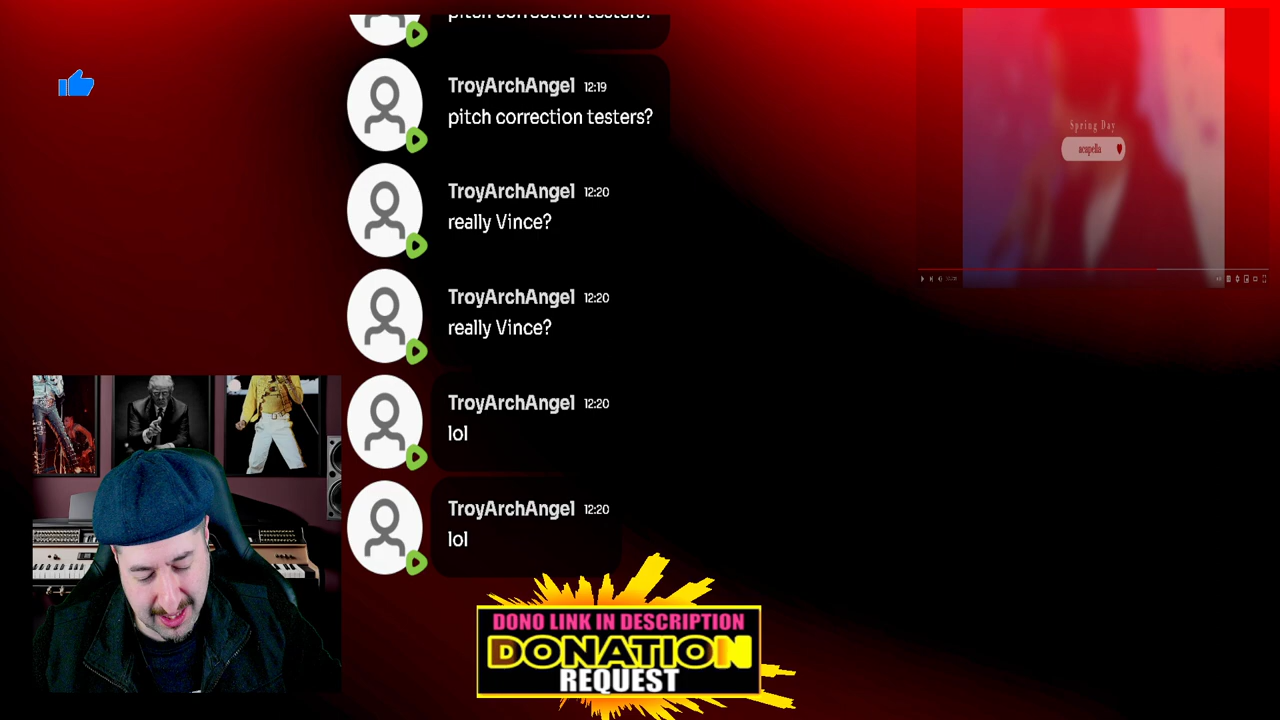 pitch correction testers?
TroyArchAngel 12:19
pitch correction testers?
TroyArchAngel 12:20
really Vince?
TroyArchAngel 12:20
really Vince?
TroyArchAngel 12:20
lol
TroyArchAngel 12:20
lol
Spring Day
acapella
DONO LINK IN DESCRIPTION
DONATION
REQUEST